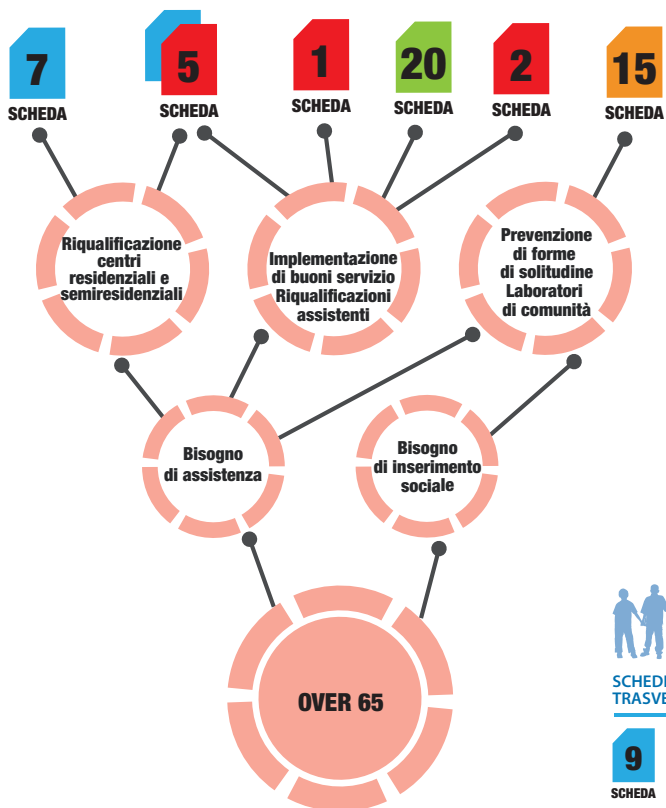 7
SCHEDA
5
SCHEDA
1
SCHEDA
20
SCHEDA
2
SCHEDA
15
SCHEDA
Riqualificazione
centri
residenziali e
semiresidenziali
Implementazione
di buoni servizio
Riqualificazioni
assistenti
Prevenzione
di forme
di solitudine
Laboratori
di comunità
Bisogno
di assistenza
Bisogno
di inserimento
sociale
OVER 65
SCHEDE
TRASVE
9
SCHEDA